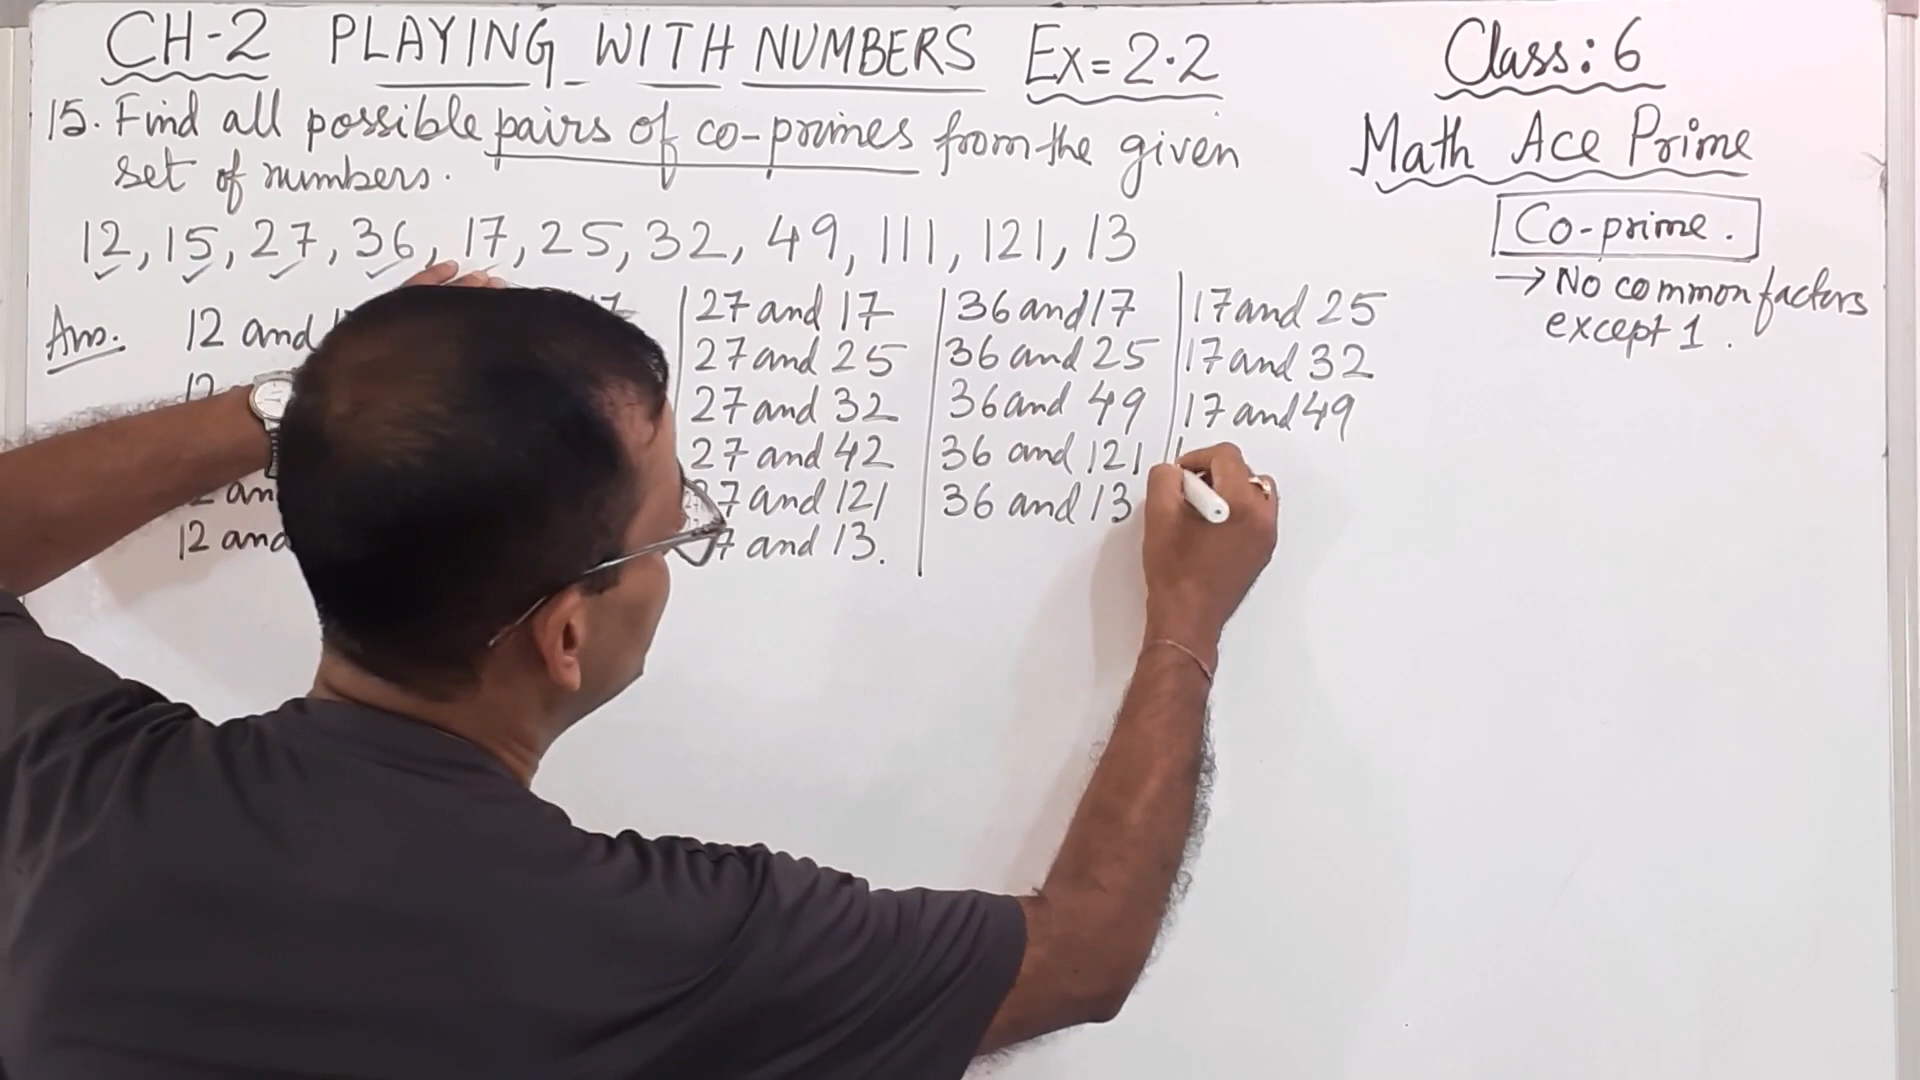 CH-2 PLAYING WITH NUMBERS Ex=2.2
Class: 6
Math Ace Prime
15. Find all possible pairs of co-primes from the given
set of numbers.
12, 15, 27, 36, 17, 25, 32, 49, 111, 121, 13
Co-prime.
→ No common factors
except 1.
Ans.
12 and
12
12 and
27 and 17
27 and 25
27 and 32
27 and 42
27 and 121
7 and 13.
36 and 17
36 and 25
36 and 49
36 and 121
36 and 13
17 and 25
17 and 32
17 and 49